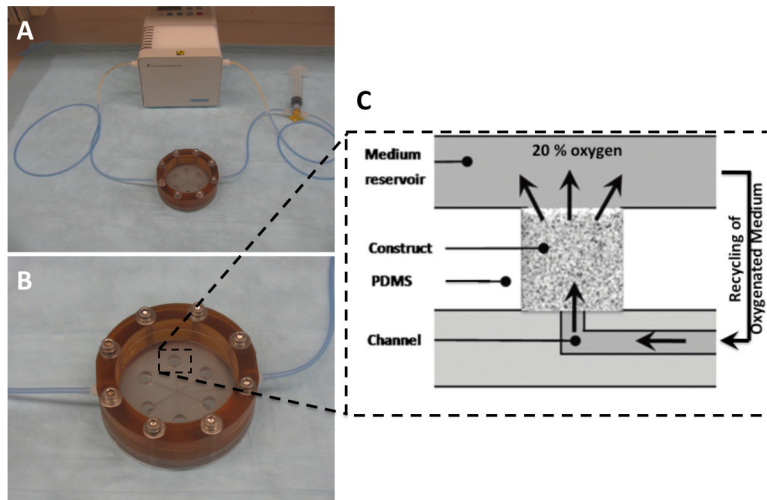 A
B
C
Medium
reservoir
20 % oxygen
Construct
PDMS
Channel
Recycling of
Oxygenated Medium